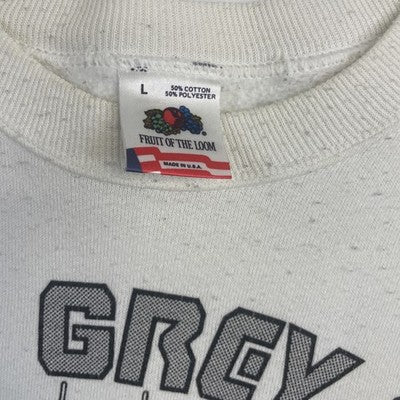 L
50% COTTON
50% POLYESTER
FRUIT OF THE LOOM
MADE IN U.S.A.
GREY